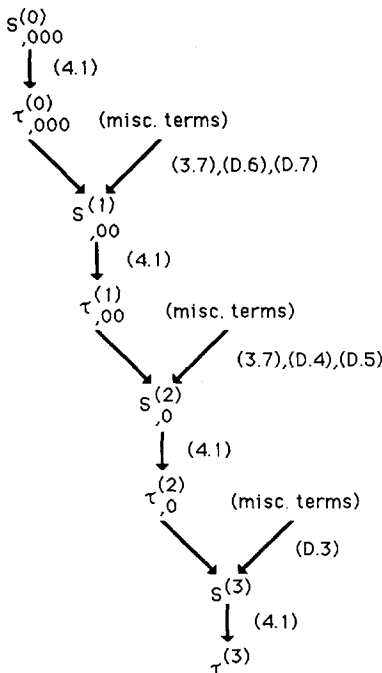 S^{(0)}_{,000}
(4.1)
τ^{(0)}_{,000} (misc. terms)
(3.7),(D.6),(D.7)
S^{(1)}_{,00}
(4.1)
τ^{(1)}_{,00} (misc. terms)
(3.7),(D.4),(D.5)
S^{(2)}_{,0}
(4.1)
τ^{(2)}_{,0} (misc. terms)
(D.3)
S^{(3)}
(4.1)
τ^{(3)}